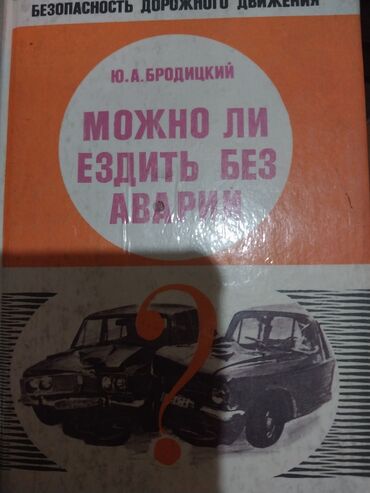 БЕЗОПАСНОСТЬ ДОРОЖНОГО ДВИЖЕНИЯ
Ю.А.БРОДИЦКИЙ
МОЖНО ЛИ
ЕЗДИТЬ БЕЗ
АВАРИЙ
?